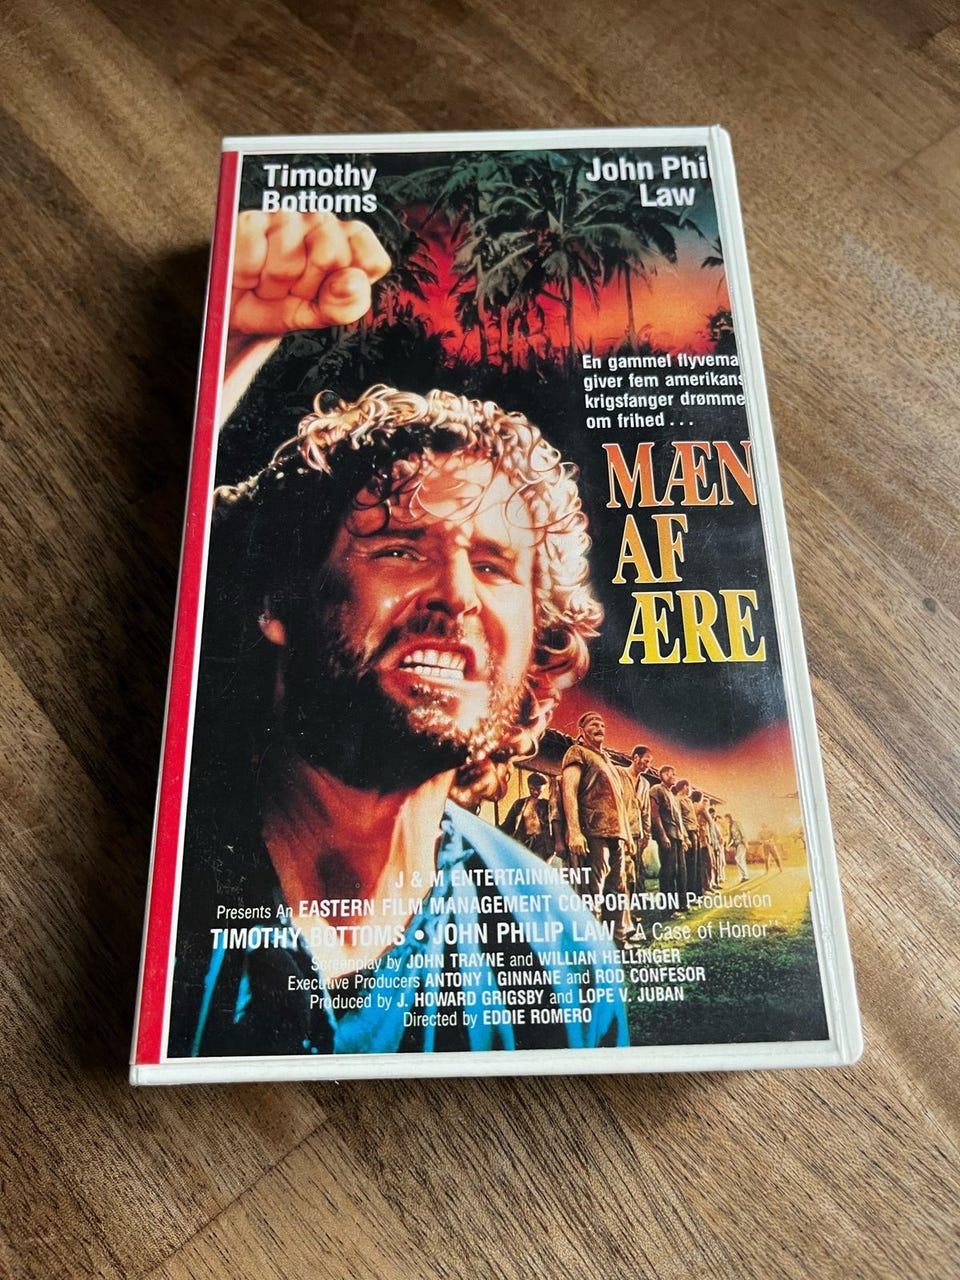 Timothy
Bottoms
John Phi
Law
En gammel flyvema
giver fem amerikans
krigsfanger drømme
om frihed . . .
MÆN
AF
ÆRE
J & M ENTERTAINMENT
Presents An EASTERN FILM MANAGEMENT CORPORATION Production
TIMOTHY BOTTOMS • JOHN PHILIP LAW "A Case of Honor"
Screenplay by JOHN TRAYNE and WILLIAN HELLINGER
Executive Producers ANTONY I GINNANE and ROD CONFESOR
Produced by J. HOWARD GRIGSBY and LOPE V. JUBAN
Directed by EDDIE ROMERO